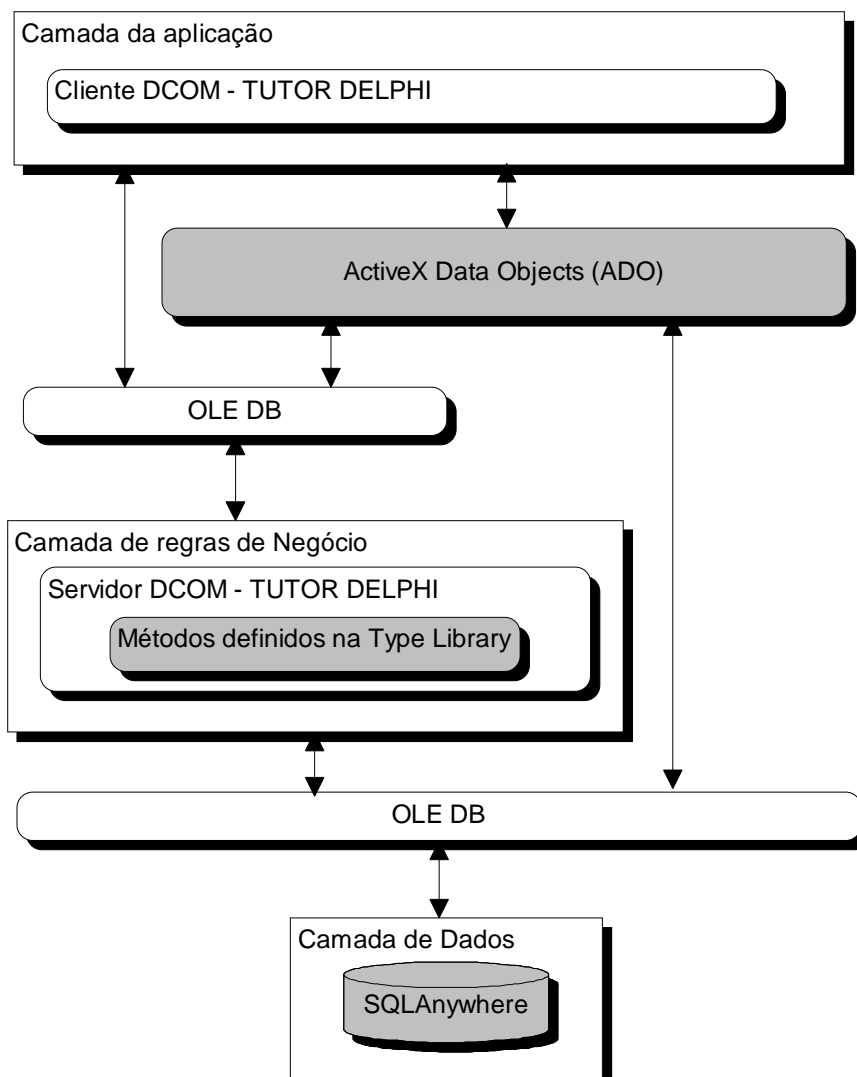 Camada da aplicação
Cliente DCOM - TUTOR DELPHI
ActiveX Data Objects (ADO)
OLE DB
Camada de regras de Negócio
Servidor DCOM - TUTOR DELPHI
Métodos definidos na Type Library
OLE DB
Camada de Dados
SQLAnywhere